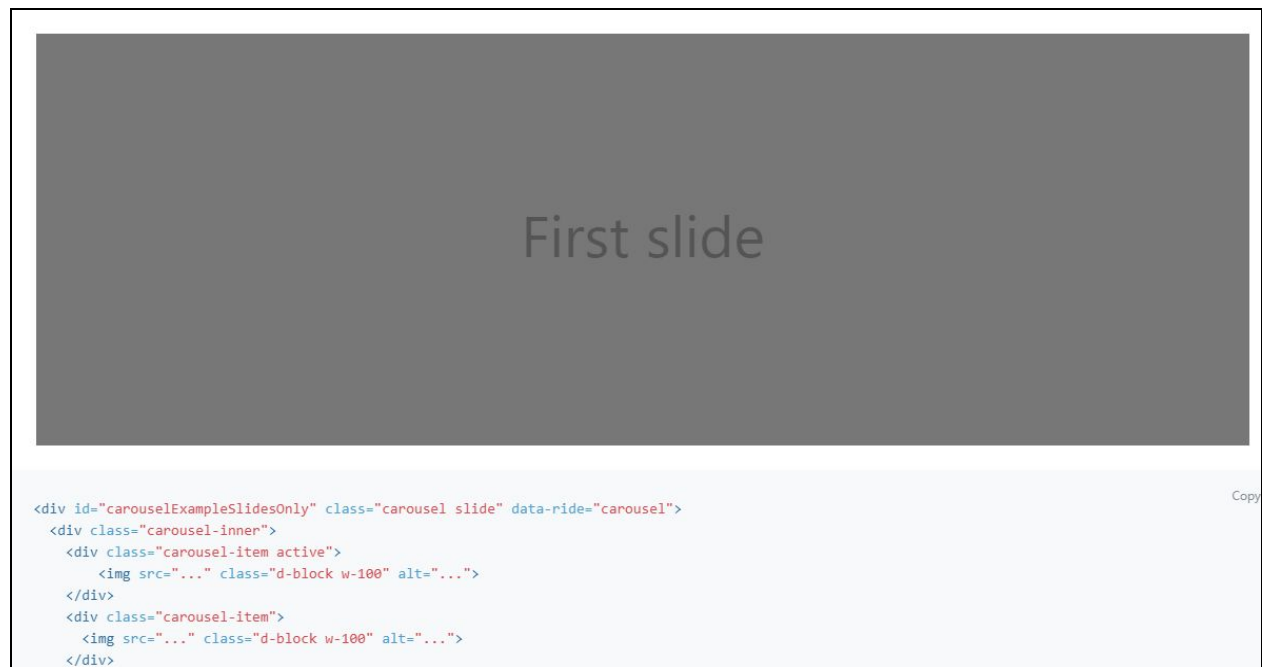 First slide
Copy
<div id="carouselExampleSlidesOnly" class="carousel slide" data-ride="carousel">
  <div class="carousel-inner">
    <div class="carousel-item active">
        <img src="..." class="d-block w-100" alt="...">
    </div>
    <div class="carousel-item">
      <img src="..." class="d-block w-100" alt="...">
    </div>